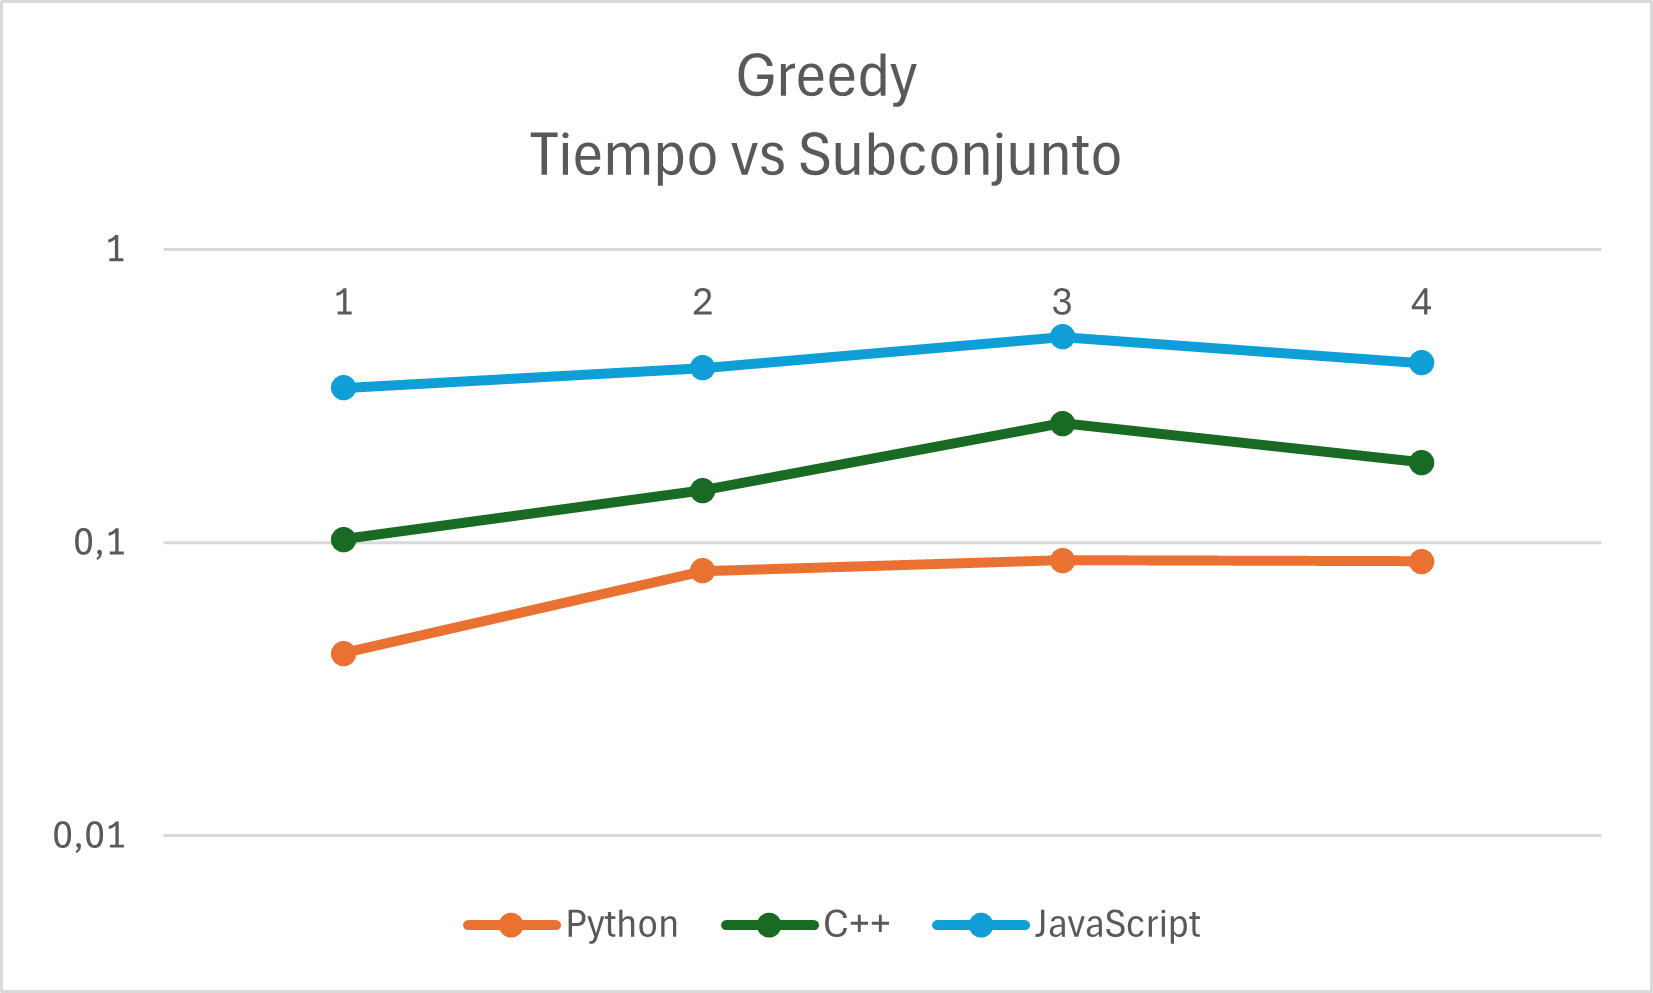 Greedy
Tiempo vs Subconjunto
1
1 2 3 4
0,1
0,01
Python C++ JavaScript